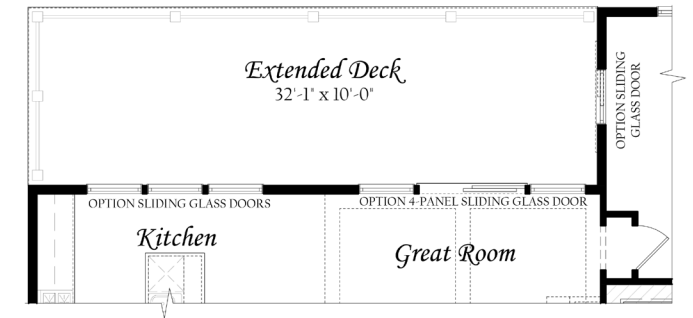 Extended Deck
32'-1" x 10'-0"
OPTION SLIDING
GLASS DOOR
OPTION SLIDING GLASS DOORS
OPTION 4-PANEL SLIDING GLASS DOOR
Kitchen
Great Room